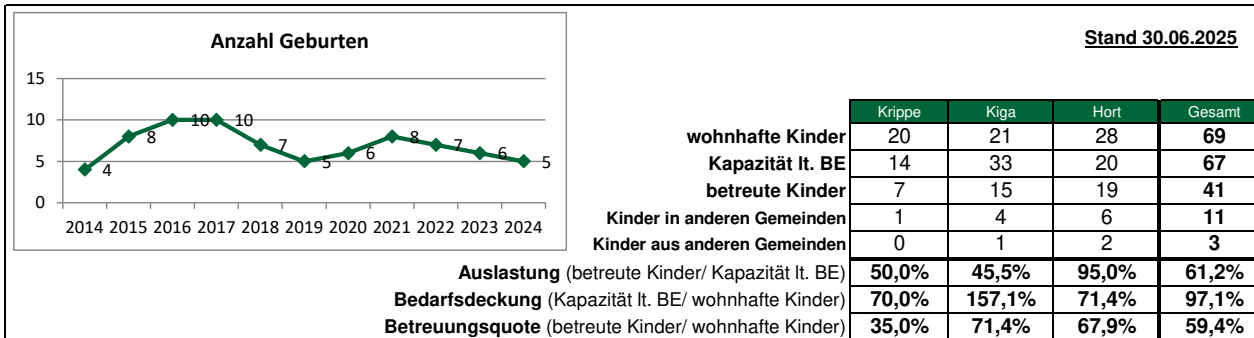 Anzahl Geburten
Stand 30.06.2025
15
10
5
0
4
8
10
10
7
5
6
8
7
6
5
2014 2015 2016 2017 2018 2019 2020 2021 2022 2023 2024
Krippe Kiga Hort Gesamt
wohnhafte Kinder 20 21 28 69
Kapazität lt. BE 14 33 20 67
betreute Kinder 7 15 19 41
Kinder in anderen Gemeinden 1 4 6 11
Kinder aus anderen Gemeinden 0 1 2 3
Auslastung (betreute Kinder/ Kapazität lt. BE) 50,0% 45,5% 95,0% 61,2%
Bedarfsdeckung (Kapazität lt. BE/ wohnhafte Kinder) 70,0% 157,1% 71,4% 97,1%
Betreuungsquote (betreute Kinder/ wohnhafte Kinder) 35,0% 71,4% 67,9% 59,4%